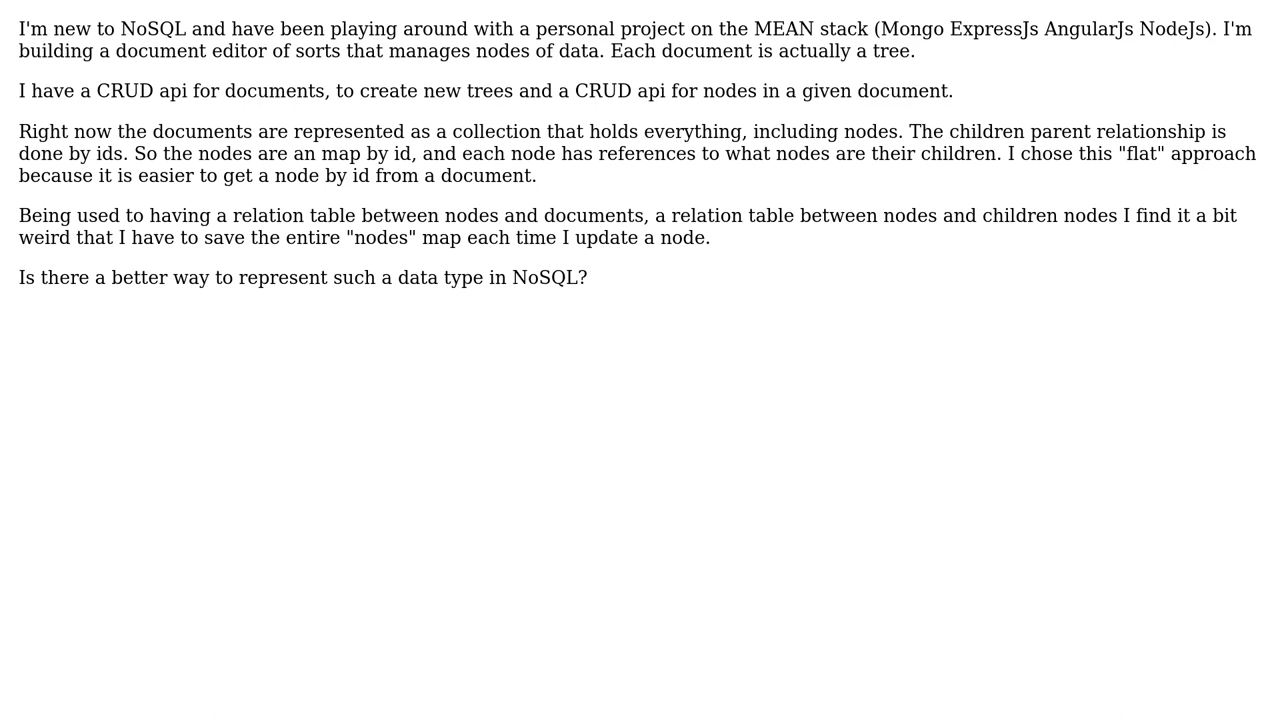 I'm new to NoSQL and have been playing around with a personal project on the MEAN stack (Mongo ExpressJs AngularJs NodeJs). I'm
building a document editor of sorts that manages nodes of data. Each document is actually a tree.
I have a CRUD api for documents, to create new trees and a CRUD api for nodes in a given document.
Right now the documents are represented as a collection that holds everything, including nodes. The children parent relationship is
done by ids. So the nodes are an map by id, and each node has references to what nodes are their children. I chose this "flat" approach
because it is easier to get a node by id from a document.
Being used to having a relation table between nodes and documents, a relation table between nodes and children nodes I find it a bit
weird that I have to save the entire "nodes" map each time I update a node.
Is there a better way to represent such a data type in NoSQL?